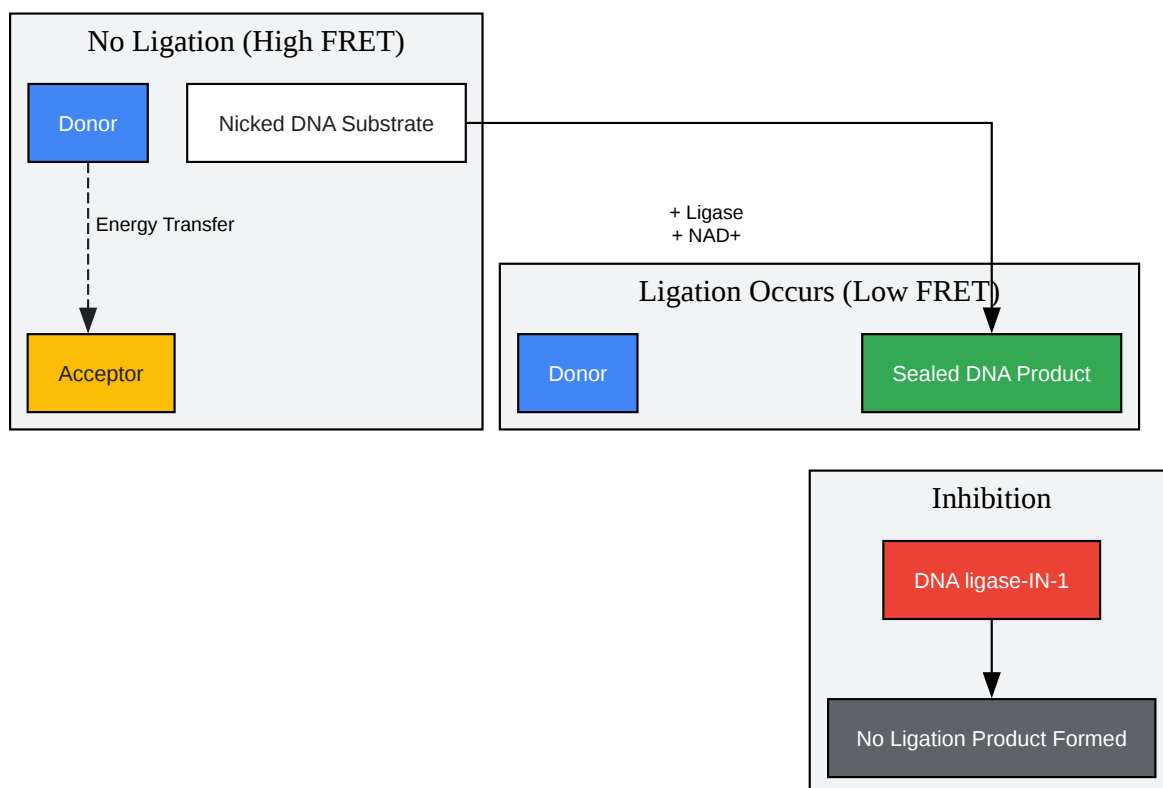 No Ligation (High FRET)
Donor
Nicked DNA Substrate
Energy Transfer
Acceptor
+ Ligase
+ NAD+
Ligation Occurs (Low FRET)
Donor
Sealed DNA Product
Inhibition
DNA ligase-IN-1
No Ligation Product Formed